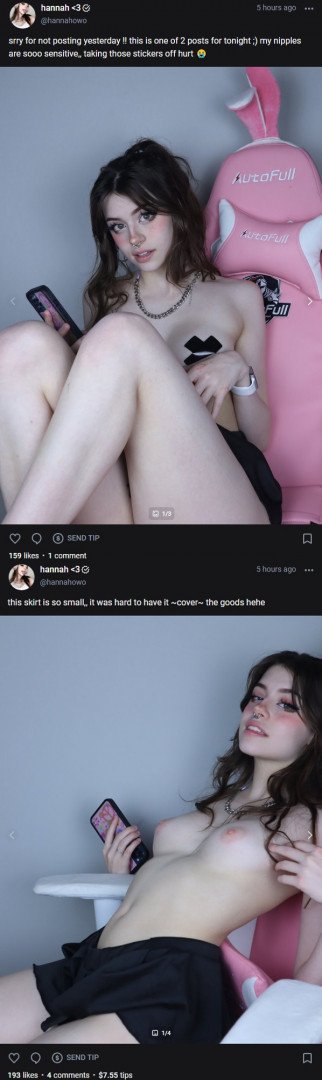 hannah <3
5 hours ago
@hannahowo
srry for not posting yesterday !! this is one of 2 posts for tonight ;) my nipples
are sooo sensitive,, taking those stickers off hurt 😭
AutoFull
AutoFull
Full
1/3
SEND TIP
159 likes • 1 comment
hannah <3
5 hours ago
@hannahowo
this skirt is so small,, it was hard to have it ~cover~ the goods hehe
1/4
SEND TIP
193 likes • 4 comments • $7.55 tips